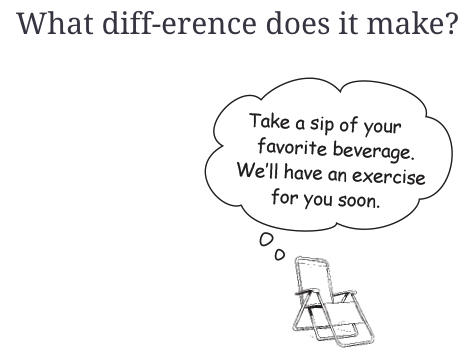 What diff-erence does it make?
Take a sip of your
favorite beverage.
We'll have an exercise
for you soon.